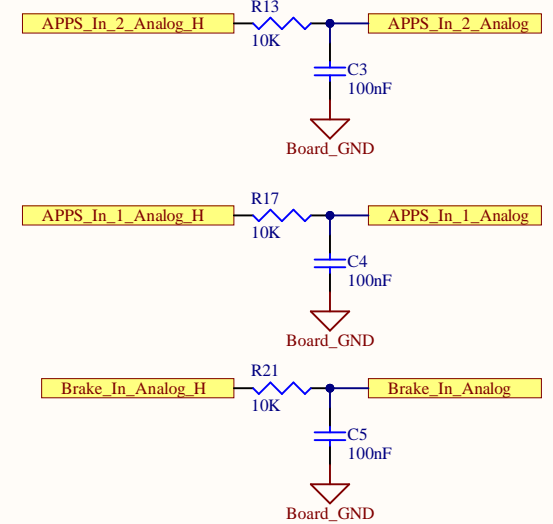 R13
APPS_In_2_Analog_H
APPS_In_2_Analog
10K
C3
100nF
Board_GND
R17
APPS_In_1_Analog_H
APPS_In_1_Analog
10K
C4
100nF
Board_GND
R21
Brake_In_Analog_H
Brake_In_Analog
10K
C5
100nF
Board_GND